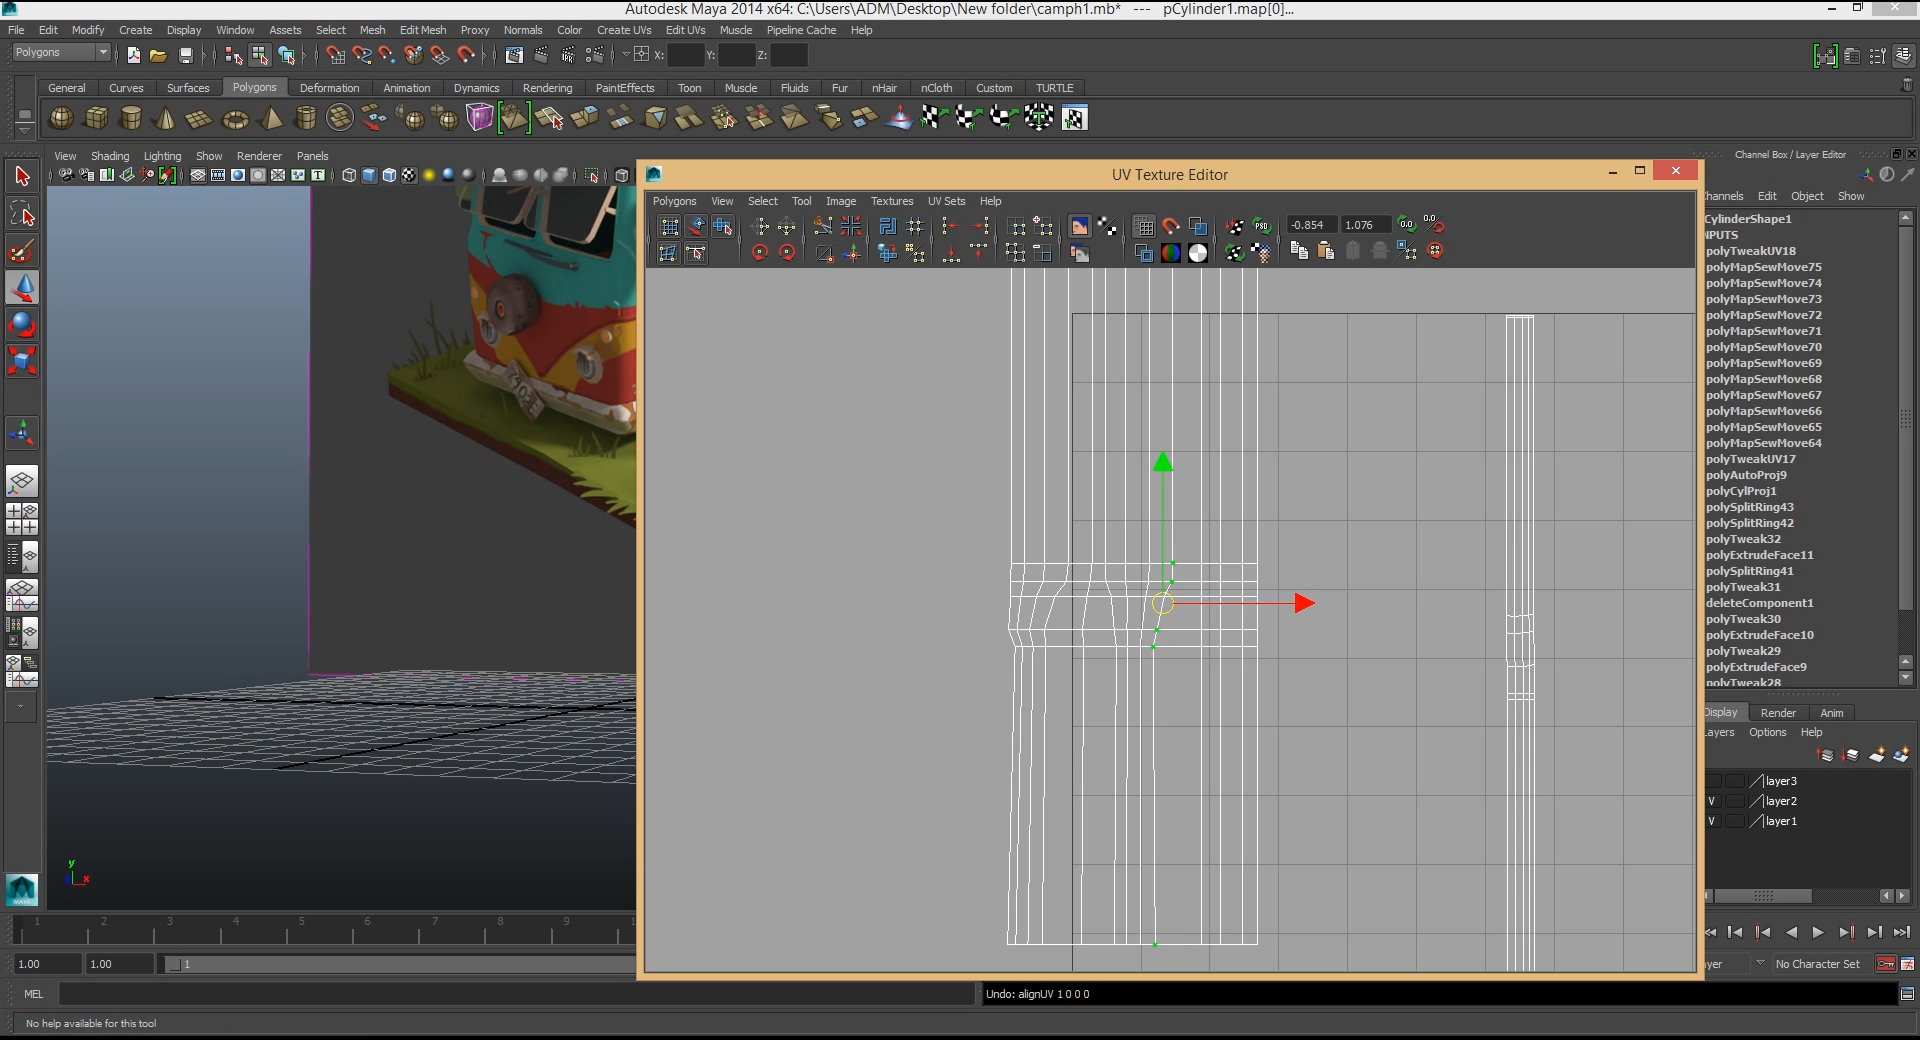 Autodesk Maya 2014 x64: C:\Users\ADM\Desktop\New folder\camph1.mb* --- pCylinder1.map[0]...
File Edit Modify Create Display Window Assets Select Mesh Edit Mesh Proxy Normals Color Create UVs Edit UVs Muscle Pipeline Cache Help
Polygons X: Y: Z:
General Curves Surfaces Polygons Deformation Animation Dynamics Rendering PaintEffects Toon Muscle Fluids Fur nHair nCloth Custom TURTLE
View Shading Lighting Show Renderer Panels
Channel Box / Layer Editor
UV Texture Editor
Polygons View Select Tool Image Textures UV Sets Help
-0.854 1.076
hannels Edit Object Show
CylinderShape1
NPUTS
polyTweakUV18
polyMapSewMove75
polyMapSewMove74
polyMapSewMove73
polyMapSewMove72
polyMapSewMove71
polyMapSewMove70
polyMapSewMove69
polyMapSewMove68
polyMapSewMove67
polyMapSewMove66
polyMapSewMove65
polyMapSewMove64
polyTweakUV17
polyAutoProj9
polyCylProj1
polySplitRing43
polySplitRing42
polyTweak32
polyExtrudeFace11
polySplitRing41
polyTweak31
deleteComponent1
polyTweak30
polyExtrudeFace10
polyTweak29
polyExtrudeFace9
polyTweak28
Display Render Anim
ayers Options Help
layer3
V layer2
V layer1
y
x
MAYA
1 2 3 4 5 6 7 8 9 1
1.00 1.00 1
yer No Character Set
MEL
Undo: alignUV 1 0 0 0
No help available for this tool